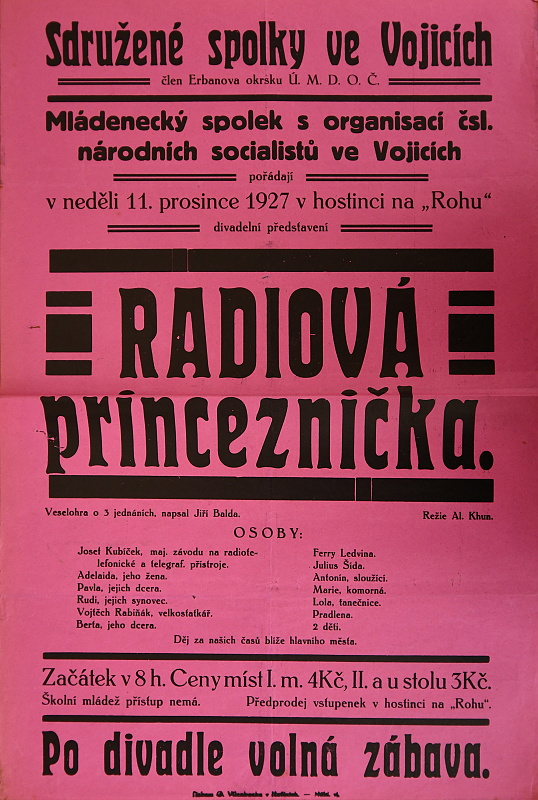 Sdružené spolky ve Vojicích
člen Erbanova okrsku Ú. M. D. O. Č.
Mládenecký spolek s organisací čsl.
národních socialistů ve Vojicích
pořádají
v neděli 11. prosince 1927 v hostinci na „Rohu“
divadelní představení
RADIOVÁ
princeznička.
Veselohra o 3 jednáních, napsal Jiří Balda.
Režie Al. Khun.
OSOBY:
Josef Kubíček, maj. závodu na radiote-
lefonické a telegraf. přístroje.
Adelaida, jeho žena.
Pavla, jejich dcera.
Rudi, jejich synovec.
Vojtěch Rabiňák, velkostatkář.
Berta, jeho dcera.
Ferry Ledvina.
Julius Šída.
Antonin, sloužící.
Marie, komorná.
Lola, tanečnice.
Pradlena.
2 děti.
Děj za našich časů blíže hlavního města.
Začátek v 8 h. Ceny míst I. m. 4Kč, II. a u stolu 3Kč.
Školní mládež přístup nemá.
Předprodej vstupenek v hostinci na „Rohu“.
Po divadle volná zábava.